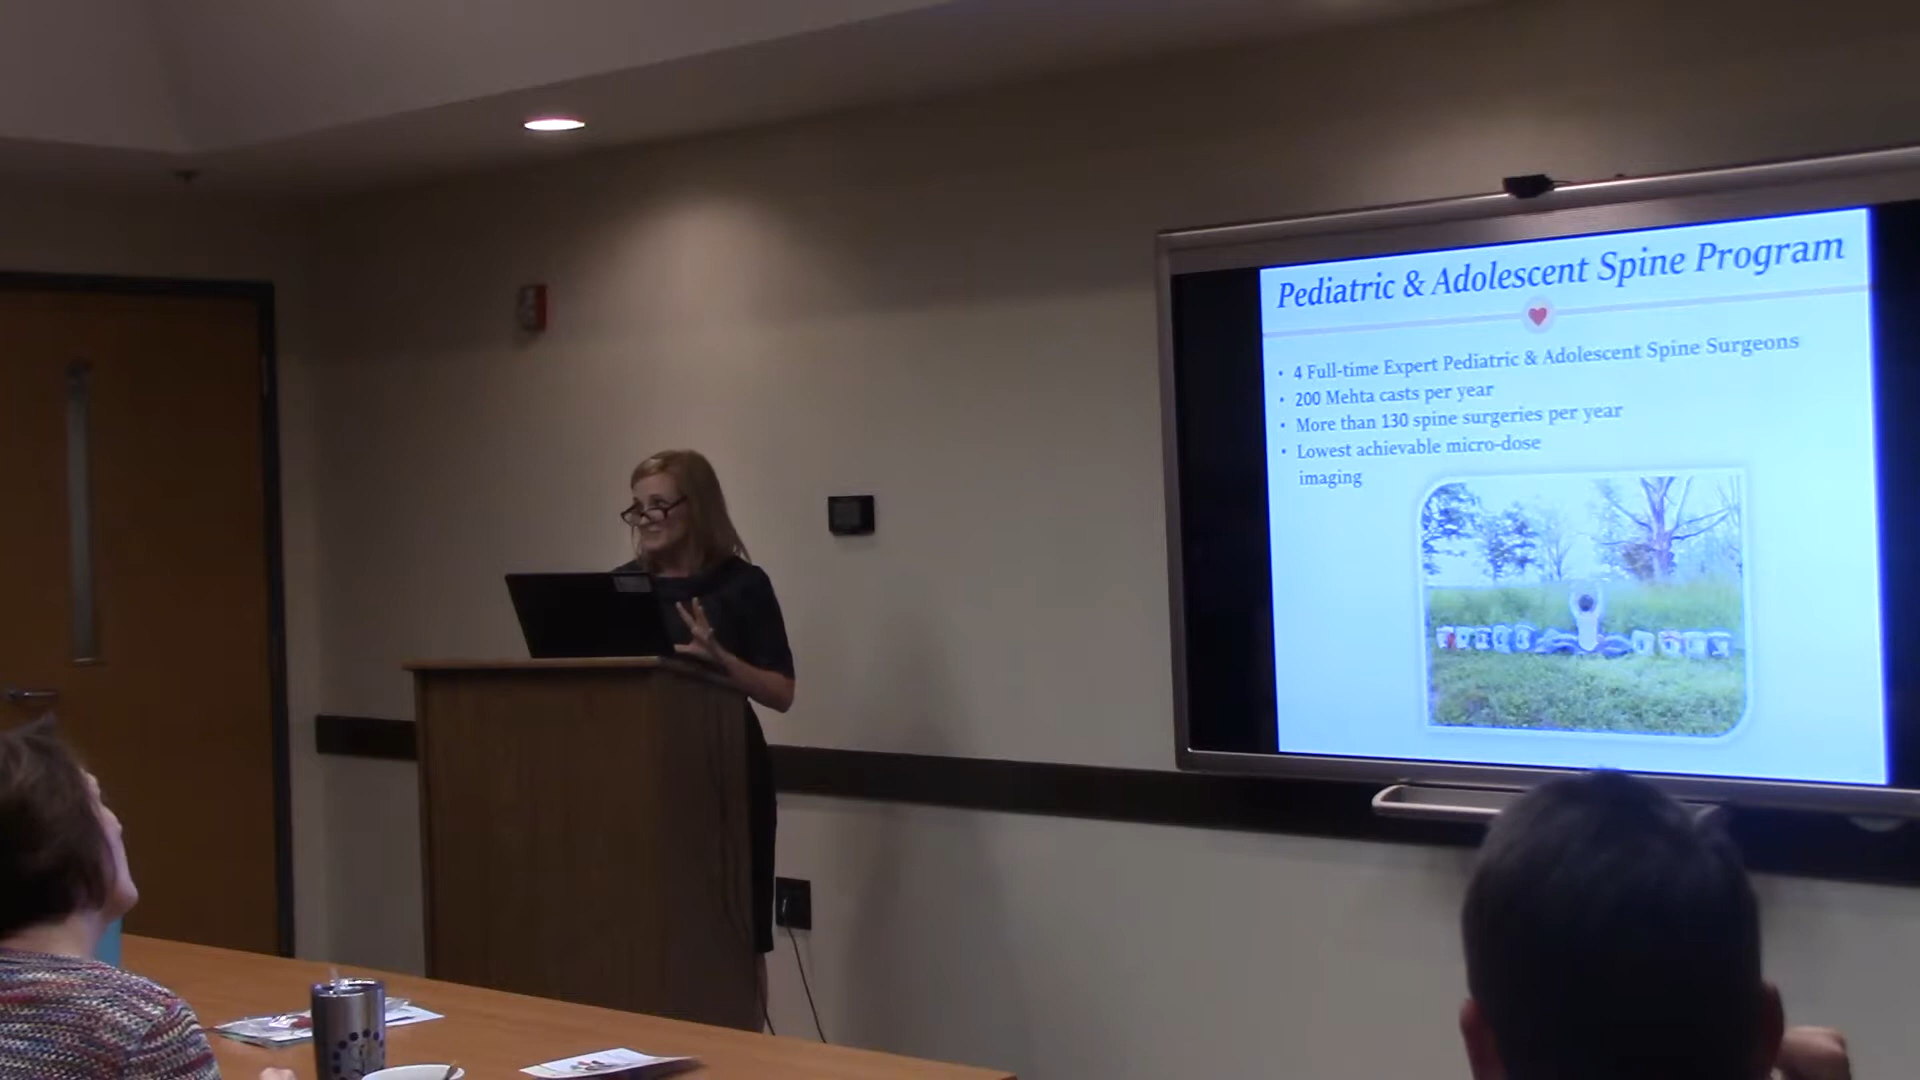 Pediatric & Adolescent Spine Program
• 4 Full-time Expert Pediatric & Adolescent Spine Surgeons
• 200 Mehta casts per year
• More than 130 spine surgeries per year
• Lowest achievable micro-dose
imaging